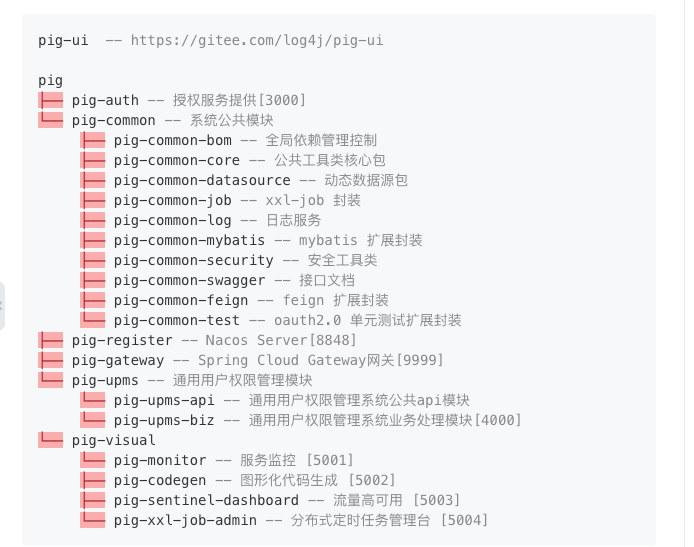 pig-ui  -- https://gitee.com/log4j/pig-ui

pig
├── pig-auth -- 授权服务提供[3000]
└── pig-common -- 系统公共模块
     ├── pig-common-bom -- 全局依赖管理控制
     ├── pig-common-core -- 公共工具类核心包
     ├── pig-common-datasource -- 动态数据源包
     ├── pig-common-job -- xxl-job 封装
     ├── pig-common-log -- 日志服务
     ├── pig-common-mybatis -- mybatis 扩展封装
     ├── pig-common-security -- 安全工具类
     ├── pig-common-swagger -- 接口文档
     ├── pig-common-feign -- feign 扩展封装
     └── pig-common-test -- oauth2.0 单元测试扩展封装
├── pig-register -- Nacos Server[8848]
├── pig-gateway -- Spring Cloud Gateway网关[9999]
└── pig-upms -- 通用用户权限管理模块
     └── pig-upms-api -- 通用用户权限管理系统公共api模块
     └── pig-upms-biz -- 通用用户权限管理系统业务处理模块[4000]
└── pig-visual
     └── pig-monitor -- 服务监控 [5001]
     ├── pig-codegen -- 图形化代码生成 [5002]
     ├── pig-sentinel-dashboard -- 流量高可用 [5003]
     └── pig-xxl-job-admin -- 分布式定时任务管理台 [5004]